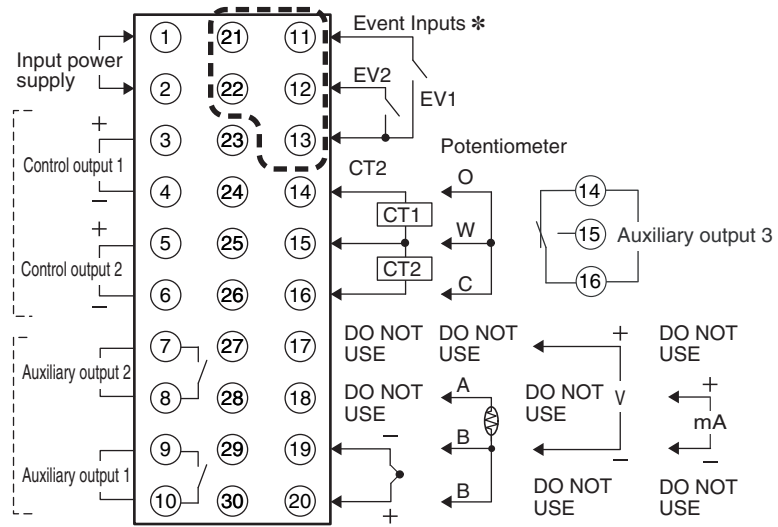 1 21 11 Event Inputs *
Input power
supply
2 22 12 EV2
EV1
+
3 23 13
Control output 1
Potentiometer
CT2
4 24 14 O
–
CT1
14
+
5 25 15 W
15 Auxiliary output 3
Control output 2
CT2
6 26 16 C
–
16
7 27 17 DO NOT
USE
DO NOT
USE
+
DO NOT
USE
Auxiliary output 2
8 28 18 DO NOT
USE
A
DO NOT
USE
V
+
mA
9 29 19 –
B
–
–
Auxiliary output 1
10 30 20 +
B
DO NOT
USE
DO NOT
USE